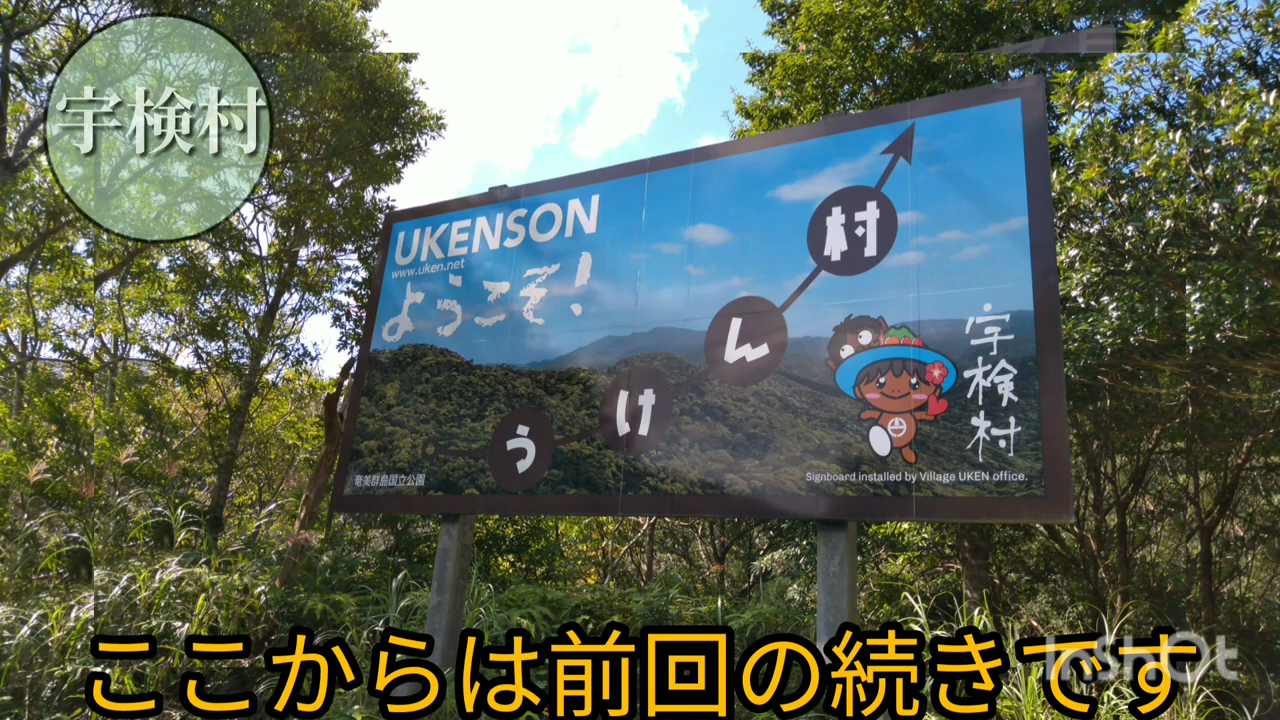 宇検村
UKENSON
www.uken.net
ようこそ!
うけん村
宇検村
Signboard installed by Village UKEN office.
奄美群島国立公園
ここからは前回の続きです
InShot